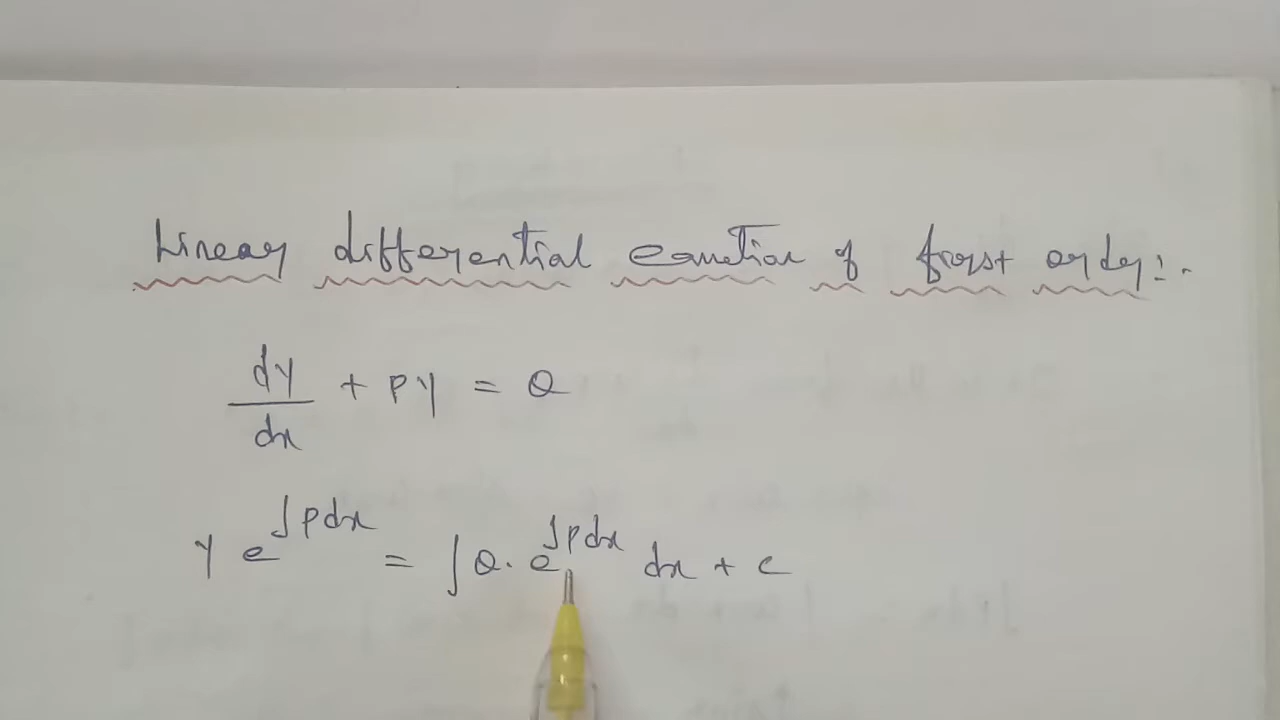 Linear differential equation of first order:-
dy/dx + Py = Q
y e^∫Pdx = ∫Q. e^∫Pdx dx + c